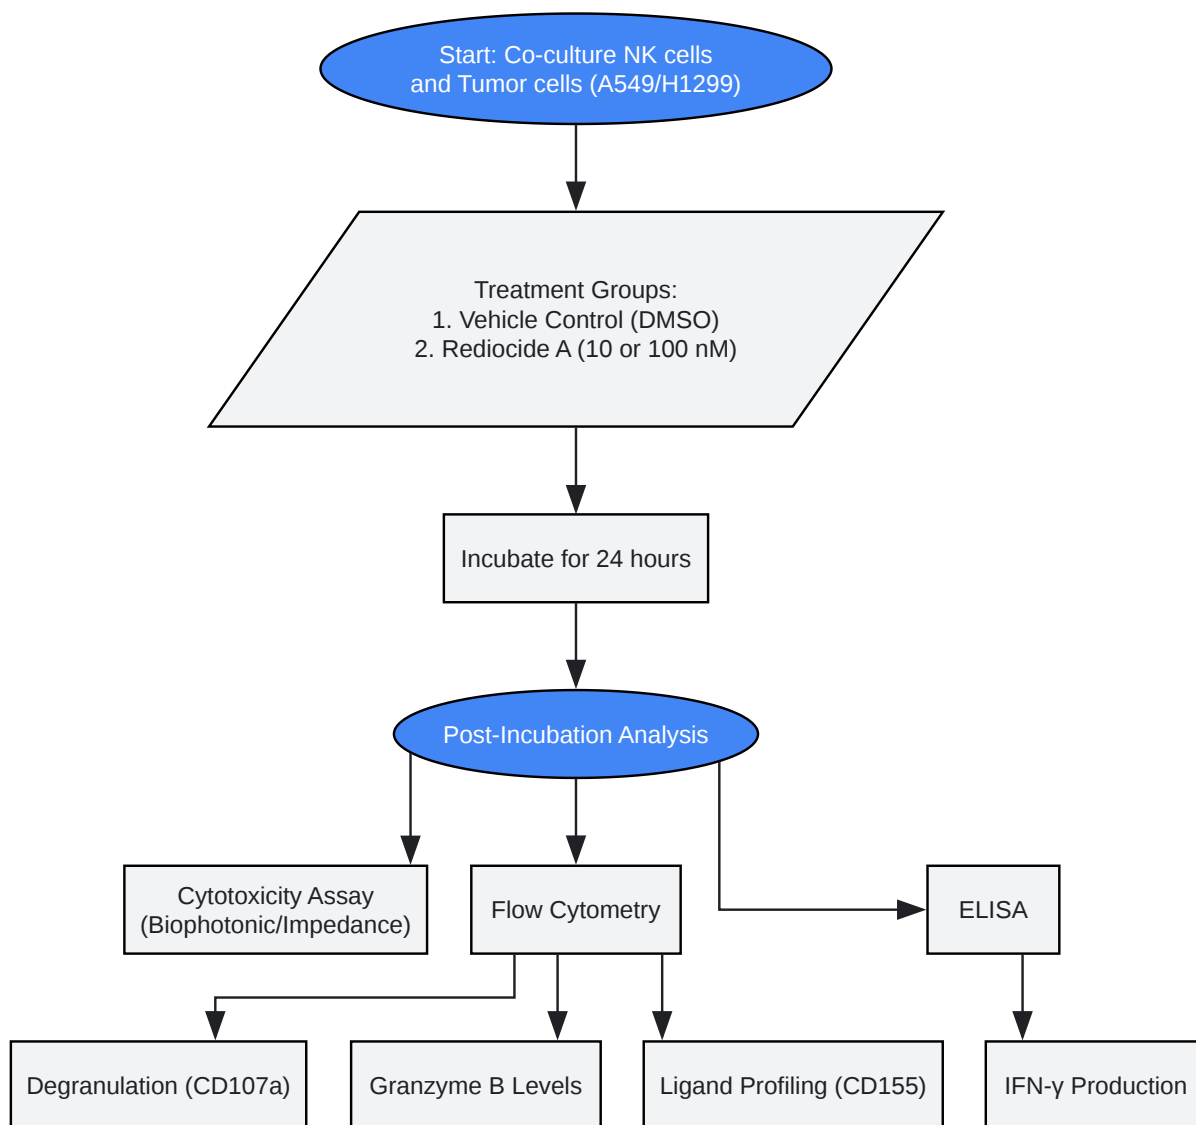 Start: Co-culture NK cells
and Tumor cells (A549/H1299)
Treatment Groups:
1. Vehicle Control (DMSO)
2. Rediocide A (10 or 100 nM)
Incubate for 24 hours
Post-Incubation Analysis
Cytotoxicity Assay
(Biophotonic/Impedance)
Flow Cytometry
ELISA
Degranulation (CD107a)
Granzyme B Levels
Ligand Profiling (CD155)
IFN-γ Production